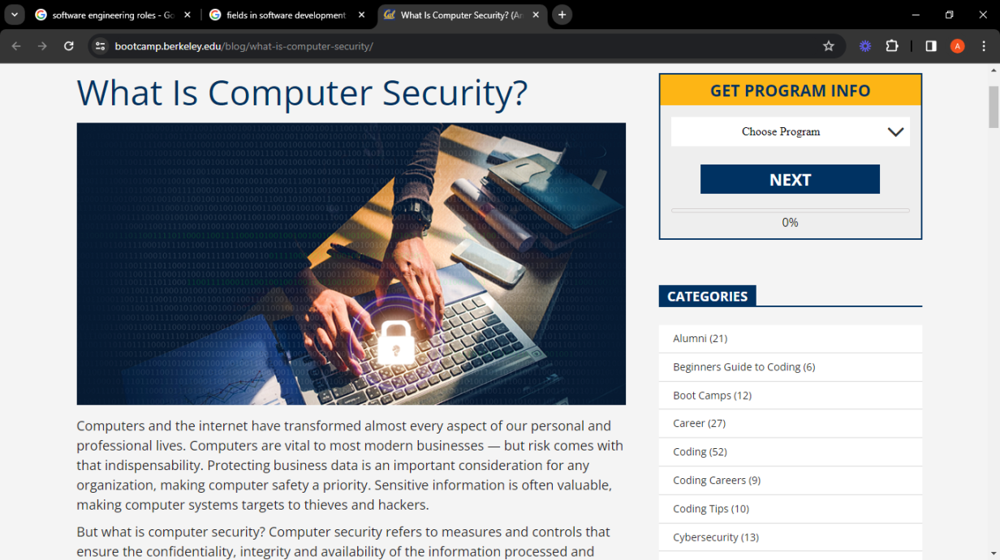 software engineering roles - Go
fields in software development
What Is Computer Security? (An
bootcamp.berkeley.edu/blog/what-is-computer-security/
A
What Is Computer Security?
Computers and the internet have transformed almost every aspect of our personal and
professional lives. Computers are vital to most modern businesses — but risk comes with
that indispensability. Protecting business data is an important consideration for any
organization, making computer safety a priority. Sensitive information is often valuable,
making computer systems targets to thieves and hackers.
But what is computer security? Computer security refers to measures and controls that
ensure the confidentiality, integrity and availability of the information processed and
GET PROGRAM INFO
Choose Program
NEXT
0%
CATEGORIES
Alumni (21)
Beginners Guide to Coding (6)
Boot Camps (12)
Career (27)
Coding (52)
Coding Careers (9)
Coding Tips (10)
Cybersecurity (13)